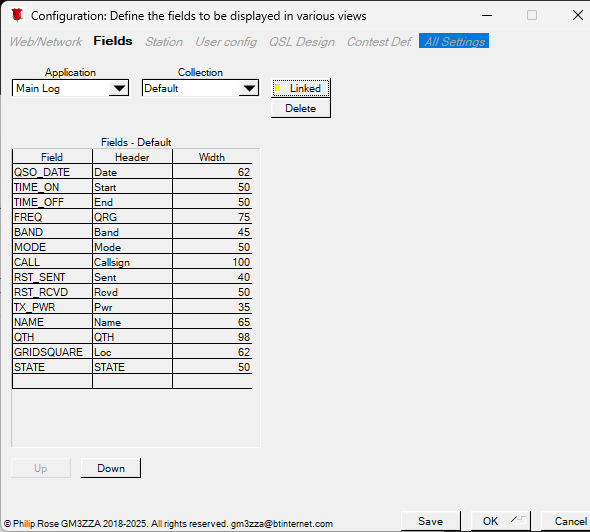 Configuration: Define the fields to be displayed in various views
Web/Network Fields Station User config QSL Design Contest Def. All Settings
Application Collection
Main Log Default Linked
Delete
Fields - Default
Field Header Width
QSO_DATE Date 62
TIME_ON Start 50
TIME_OFF End 50
FREQ QRG 75
BAND Band 45
MODE Mode 50
CALL Callsign 100
RST_SENT Sent 40
RST_RCVD Rcvd 50
TX_PWR Pwr 35
NAME Name 65
QTH QTH 98
GRIDSQUARE Loc 62
STATE STATE 50
Up Down
Save OK Cancel
© Philip Rose GM3ZZA 2018-2025. All rights reserved. gm3zza@btinternet.com